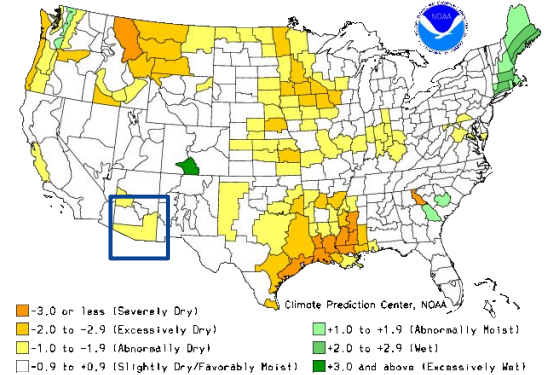 NOAA
Climate Prediction Center, NOAA
-3.0 or less (Severely Dry)
-2.0 to -2.9 (Excessively Dry)
-1.0 to -1.9 (Abnormally Dry)
-0.9 to +0.9 (Slightly Dry/Favorably Moist)
+1.0 to +1.9 (Abnormally Moist)
+2.0 to +2.9 (Wet)
+3.0 and above (Excessively Wet)